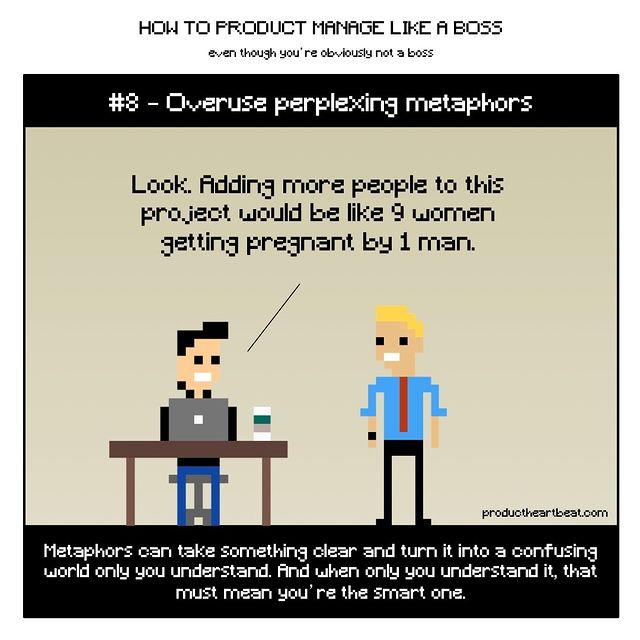 HOW TO PRODUCT MANAGE LIKE A BOSS
even though you're obviously not a boss
#8 - Overuse perplexing metaphors
Look. Adding more people to this
project would be like 9 women
getting pregnant by 1 man.
productheartbeat.com
Metaphors can take something clear and turn it into a confusing
world only you understand. And when only you understand it, that
must mean you're the smart one.